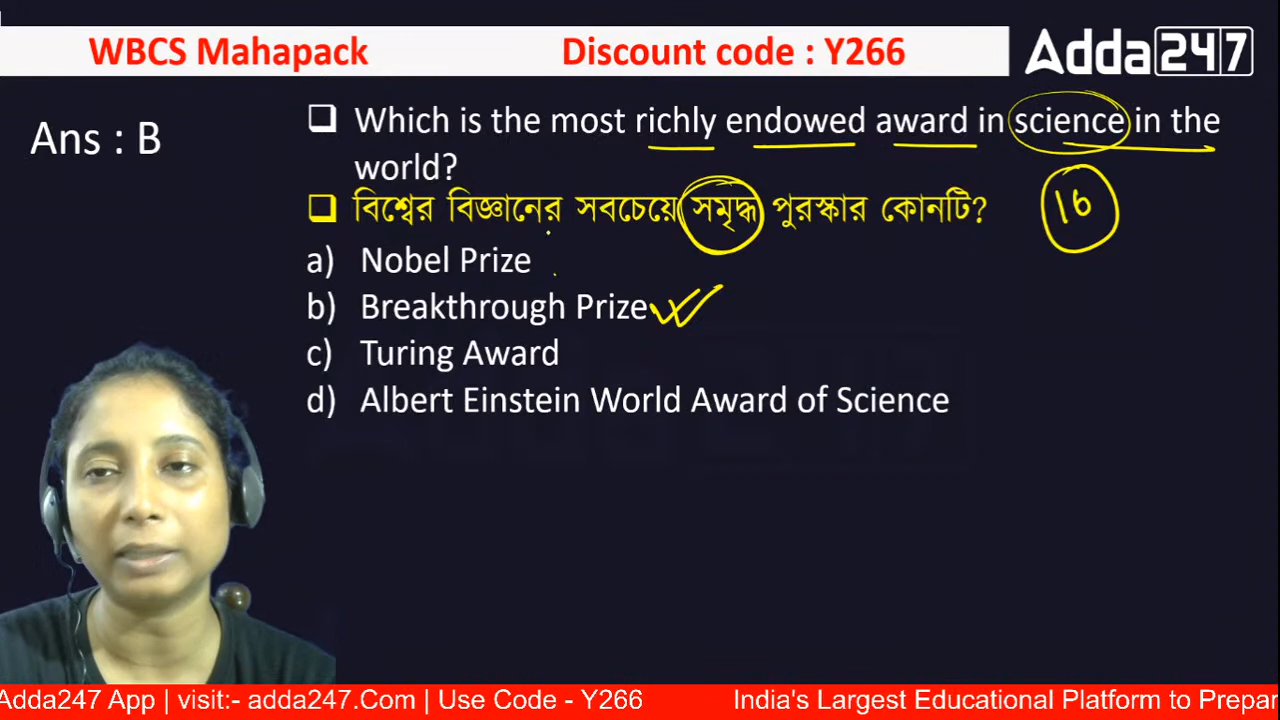 WBCS Mahapack Discount code : Y266 Adda247
Ans : B
Which is the most richly endowed award in science in the
world?
বিশ্বের বিজ্ঞানের সবচেয়ে সমৃদ্ধ পুরস্কার কোনটি? 16
a) Nobel Prize
b) Breakthrough Prize
c) Turing Award
d) Albert Einstein World Award of Science
Adda247 App | visit:- adda247.Com | Use Code - Y266 India's Largest Educational Platform to Prepar